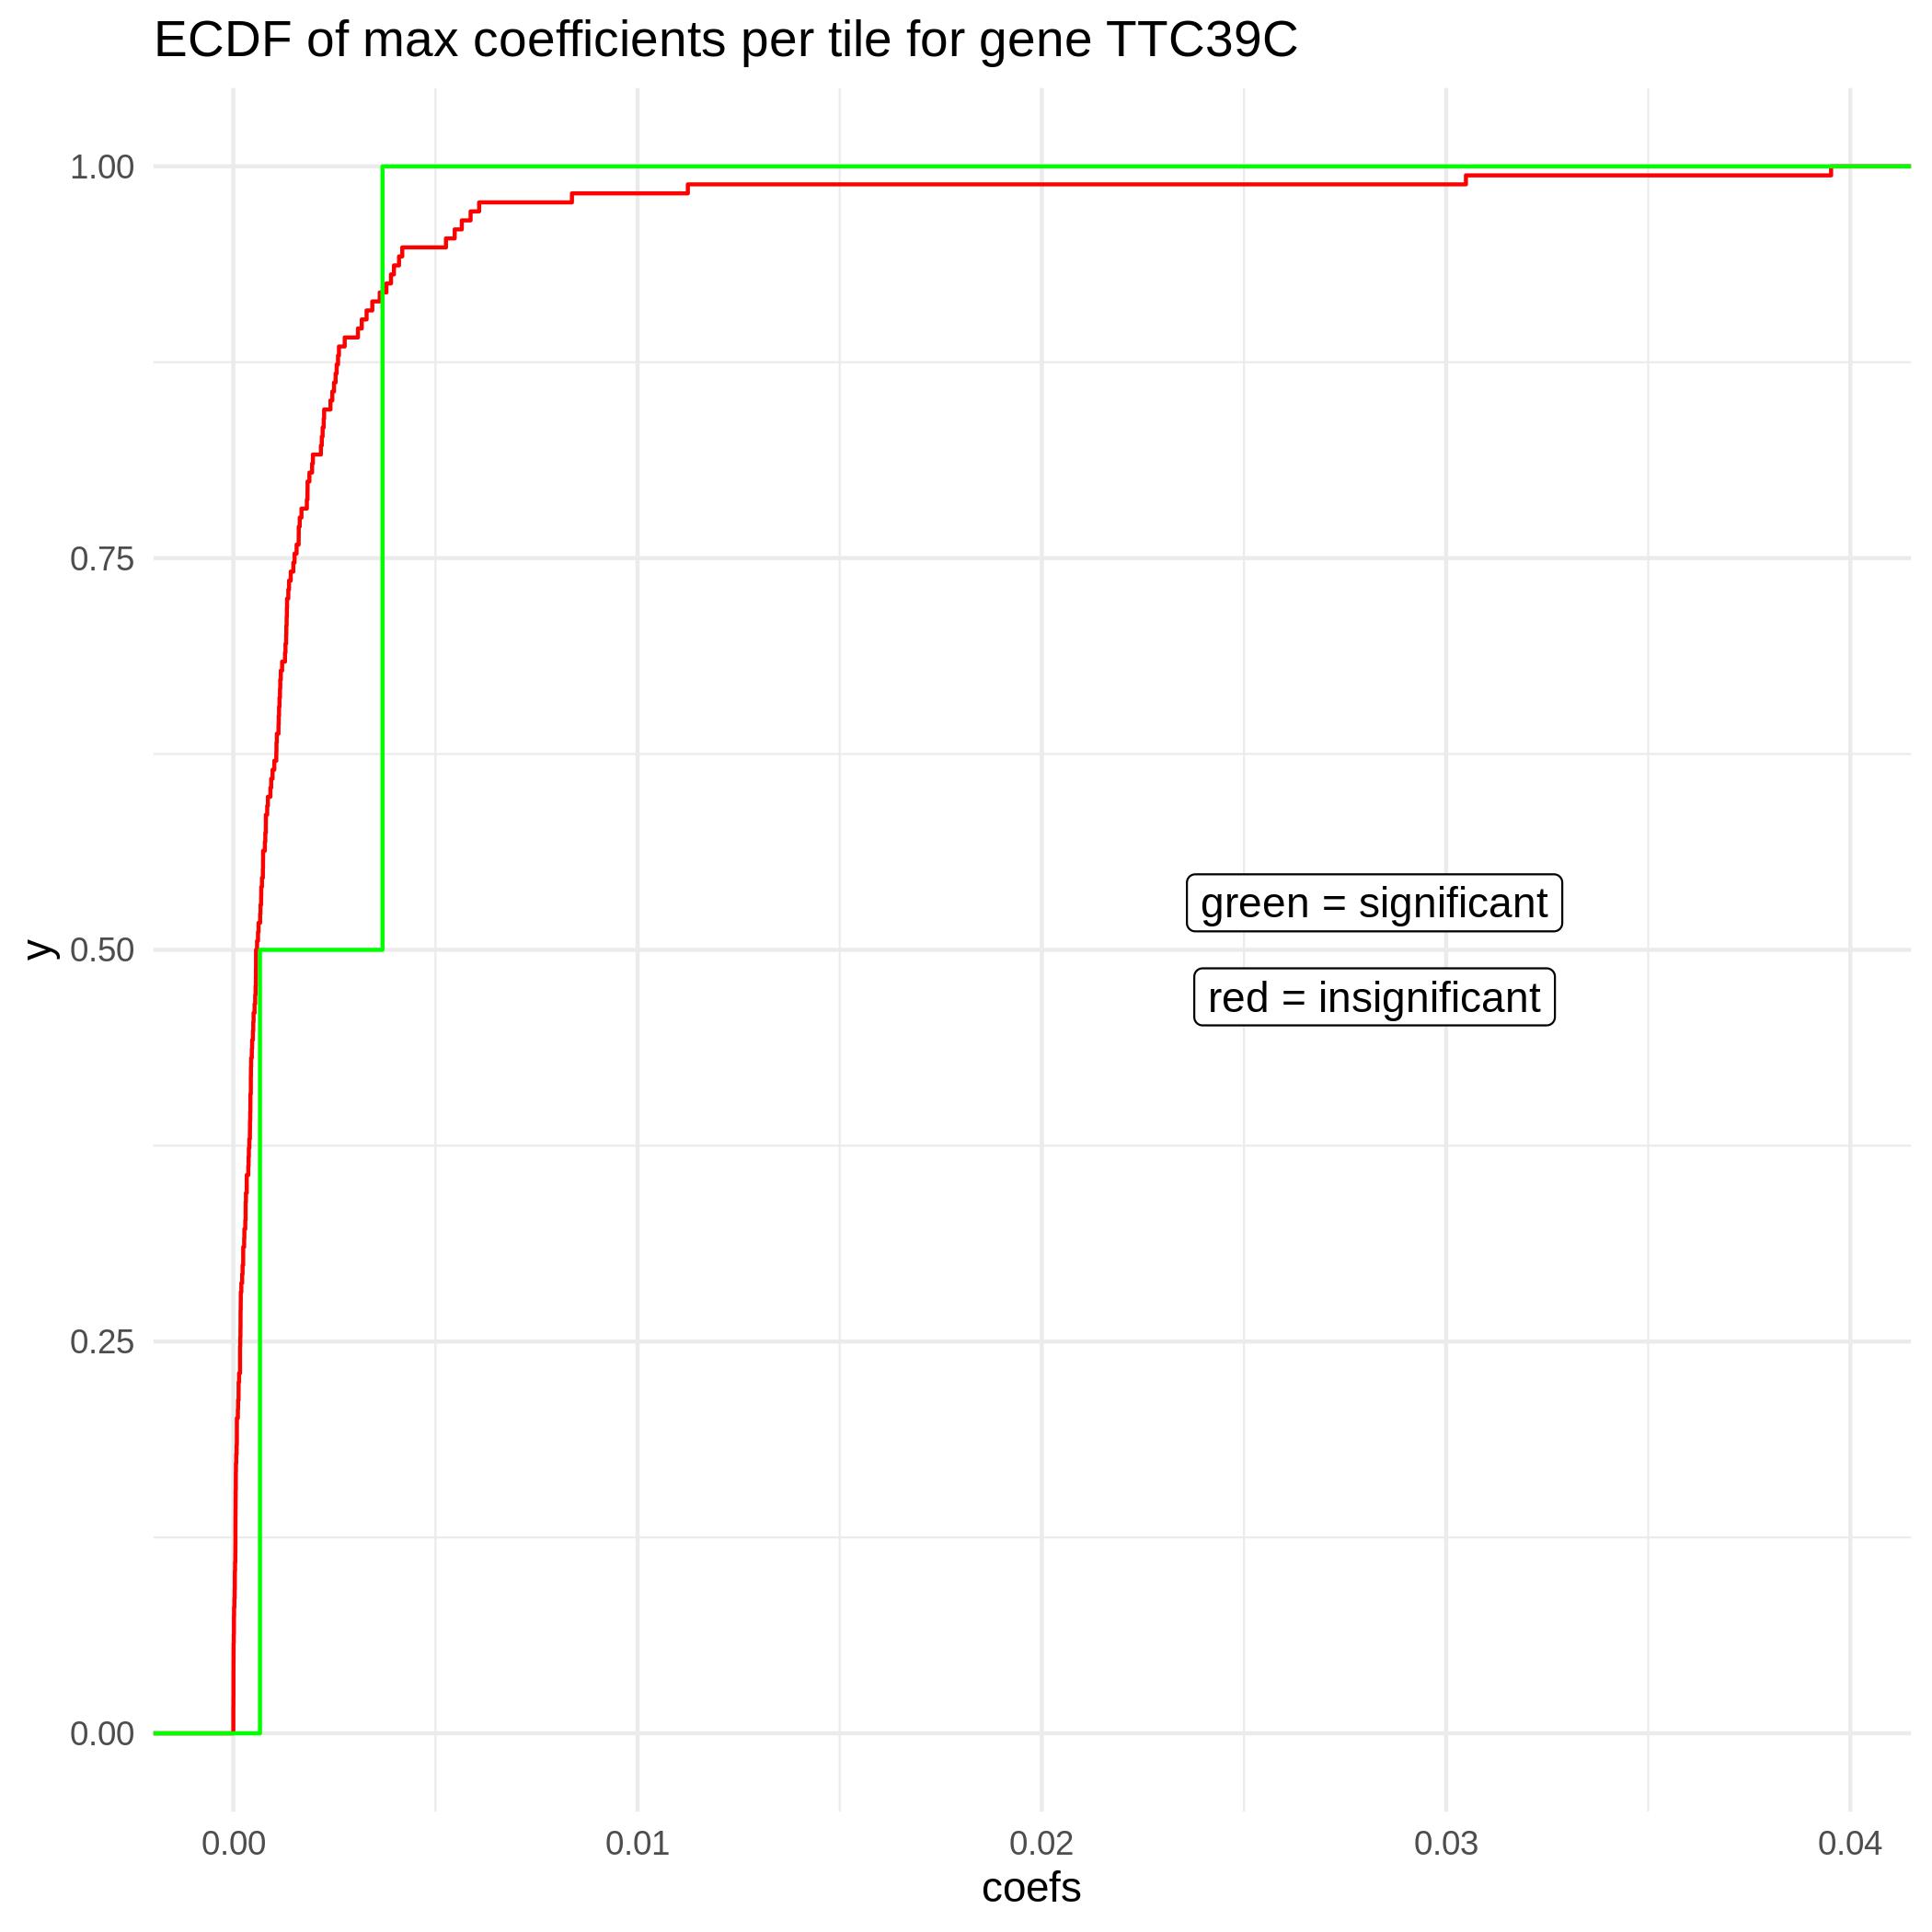 ECDF of max coefficients per tile for gene TTC39C
1.00
0.75
0.50
0.25
0.00
y
green = significant
red = insignificant
0.00 0.01 0.02 0.03 0.04
coefs